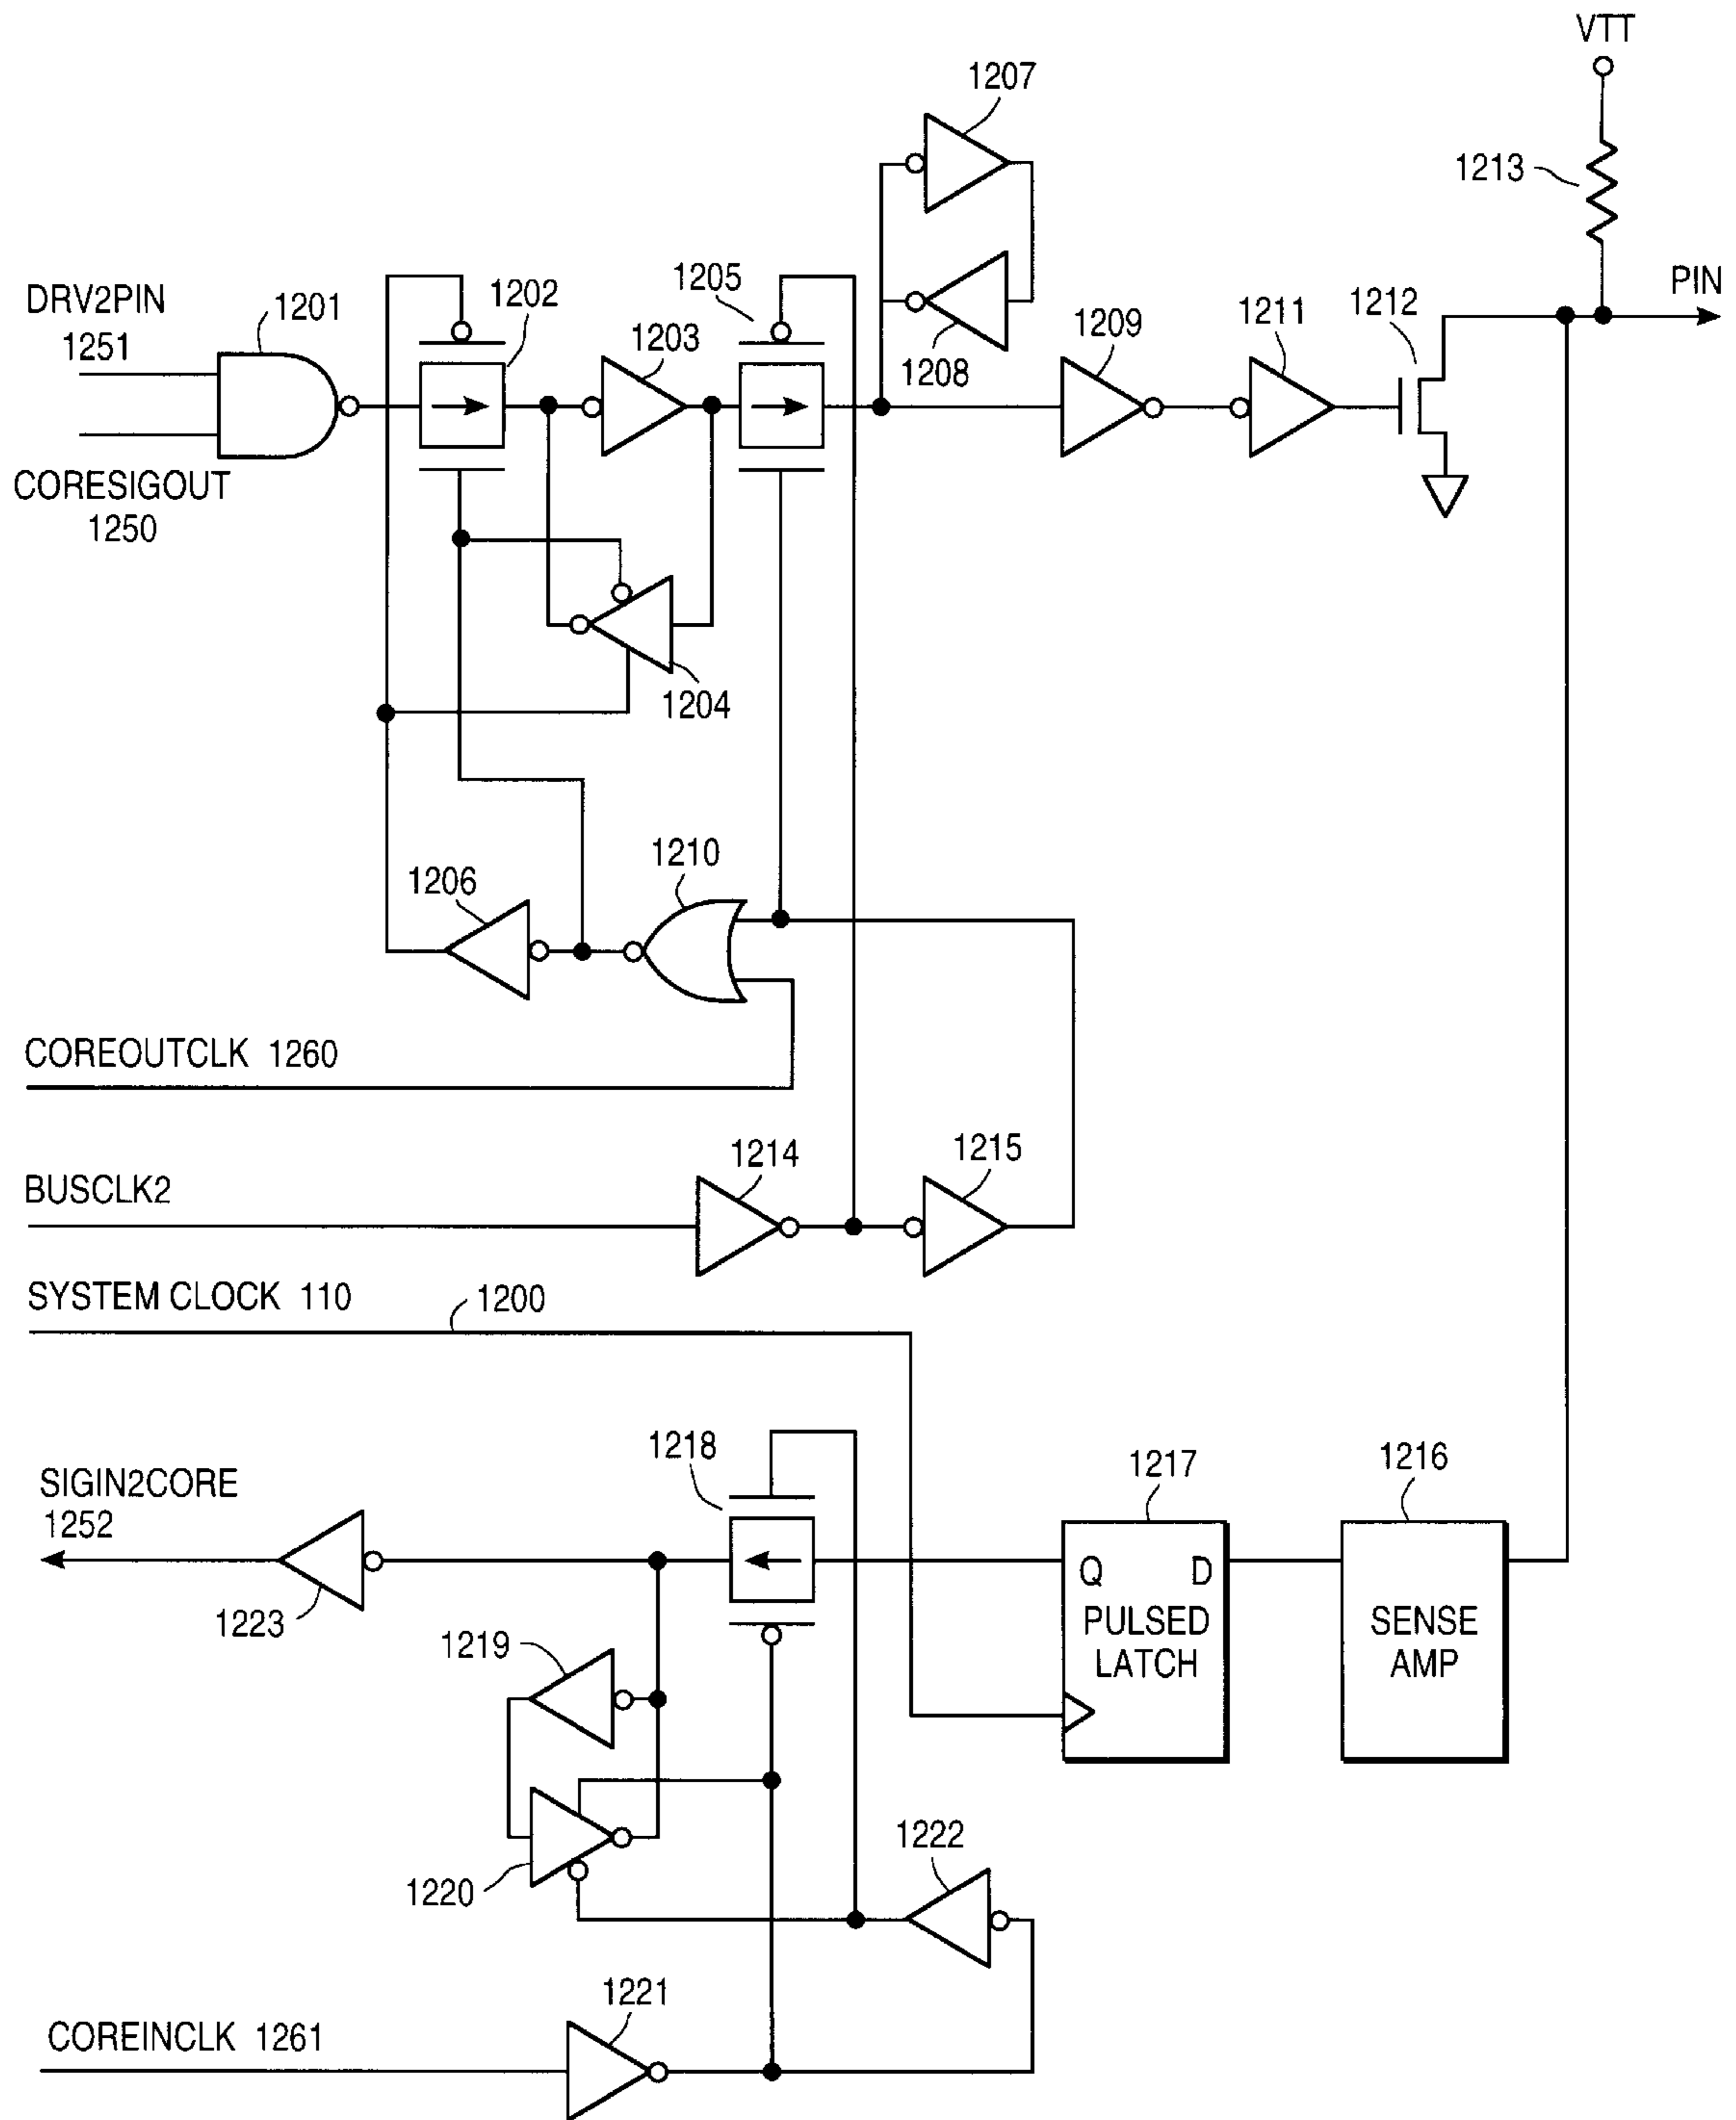 VTT
1207
1213
1205
1202
DRV2PIN
1251
1201
1203
1208
1209
1211
1212
PIN
CORESIGOUT
1250
1204
1206
1210
COREOUTCLK 1260
BUSCLK2
1214
1215
SYSTEM CLOCK 110
1200
1218
1217
1216
SIGIN2CORE
1252
1223
Q D
PULSED
LATCH
SENSE
AMP
1219
1220
1222
1221
COREINCLK 1261